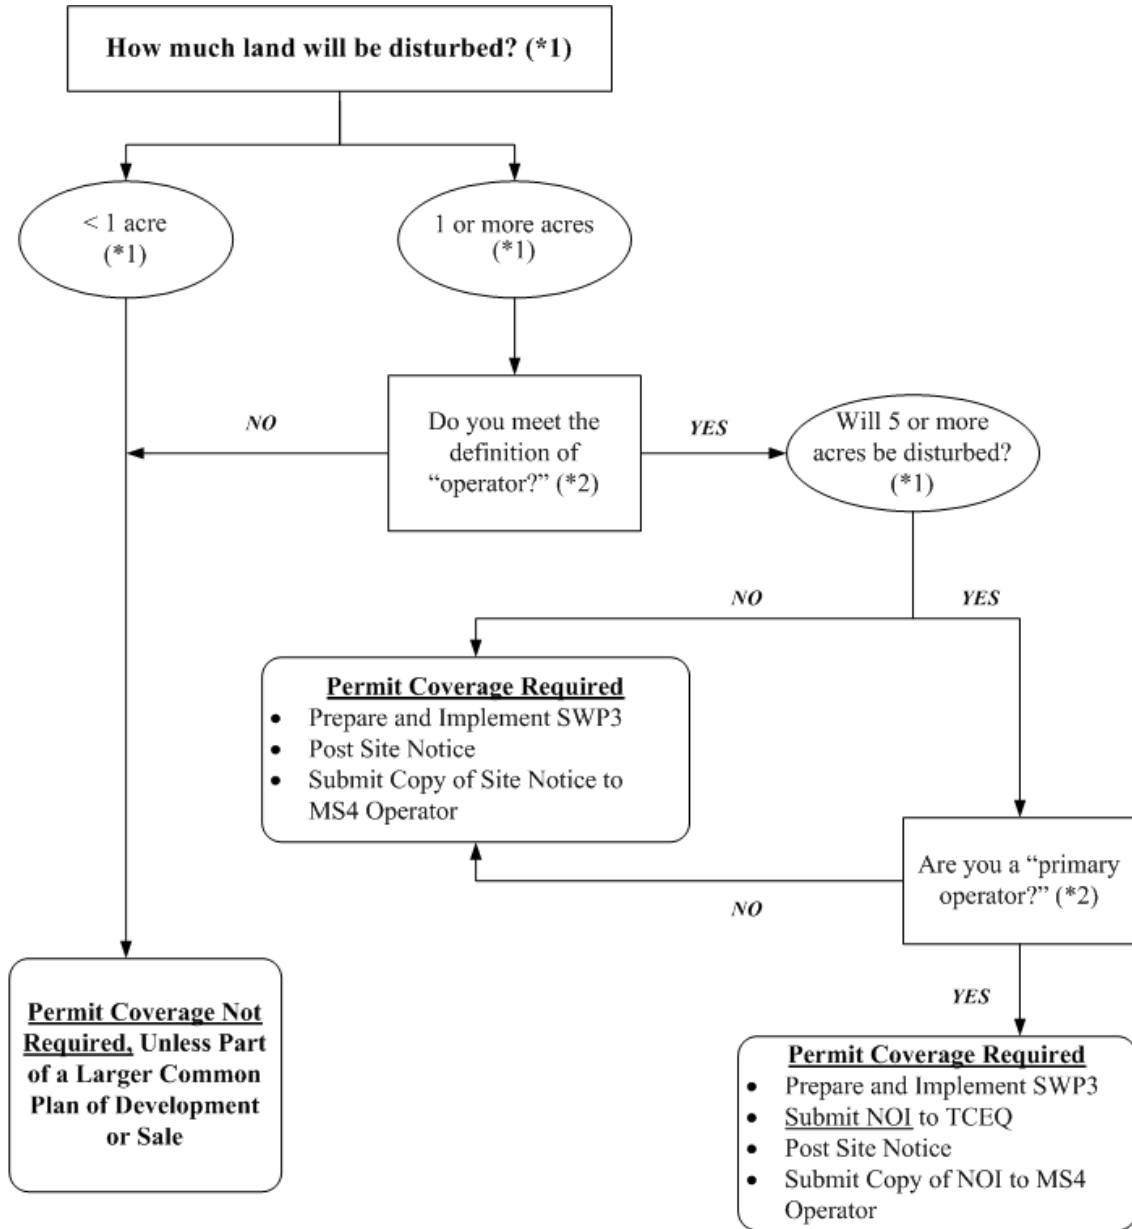 How much land will be disturbed? (*1)
< 1 acre
(*1)
1 or more acres
(*1)
Do you meet the
definition of
“operator?” (*2)
NO
YES
Will 5 or more
acres be disturbed?
(*1)
NO
YES
Permit Coverage Required
• Prepare and Implement SWP3
• Post Site Notice
• Submit Copy of Site Notice to
MS4 Operator
Are you a “primary
operator?” (*2)
NO
YES
Permit Coverage Not
Required, Unless Part
of a Larger Common
Plan of Development
or Sale
Permit Coverage Required
• Prepare and Implement SWP3
• Submit NOI to TCEQ
• Post Site Notice
• Submit Copy of NOI to MS4
Operator